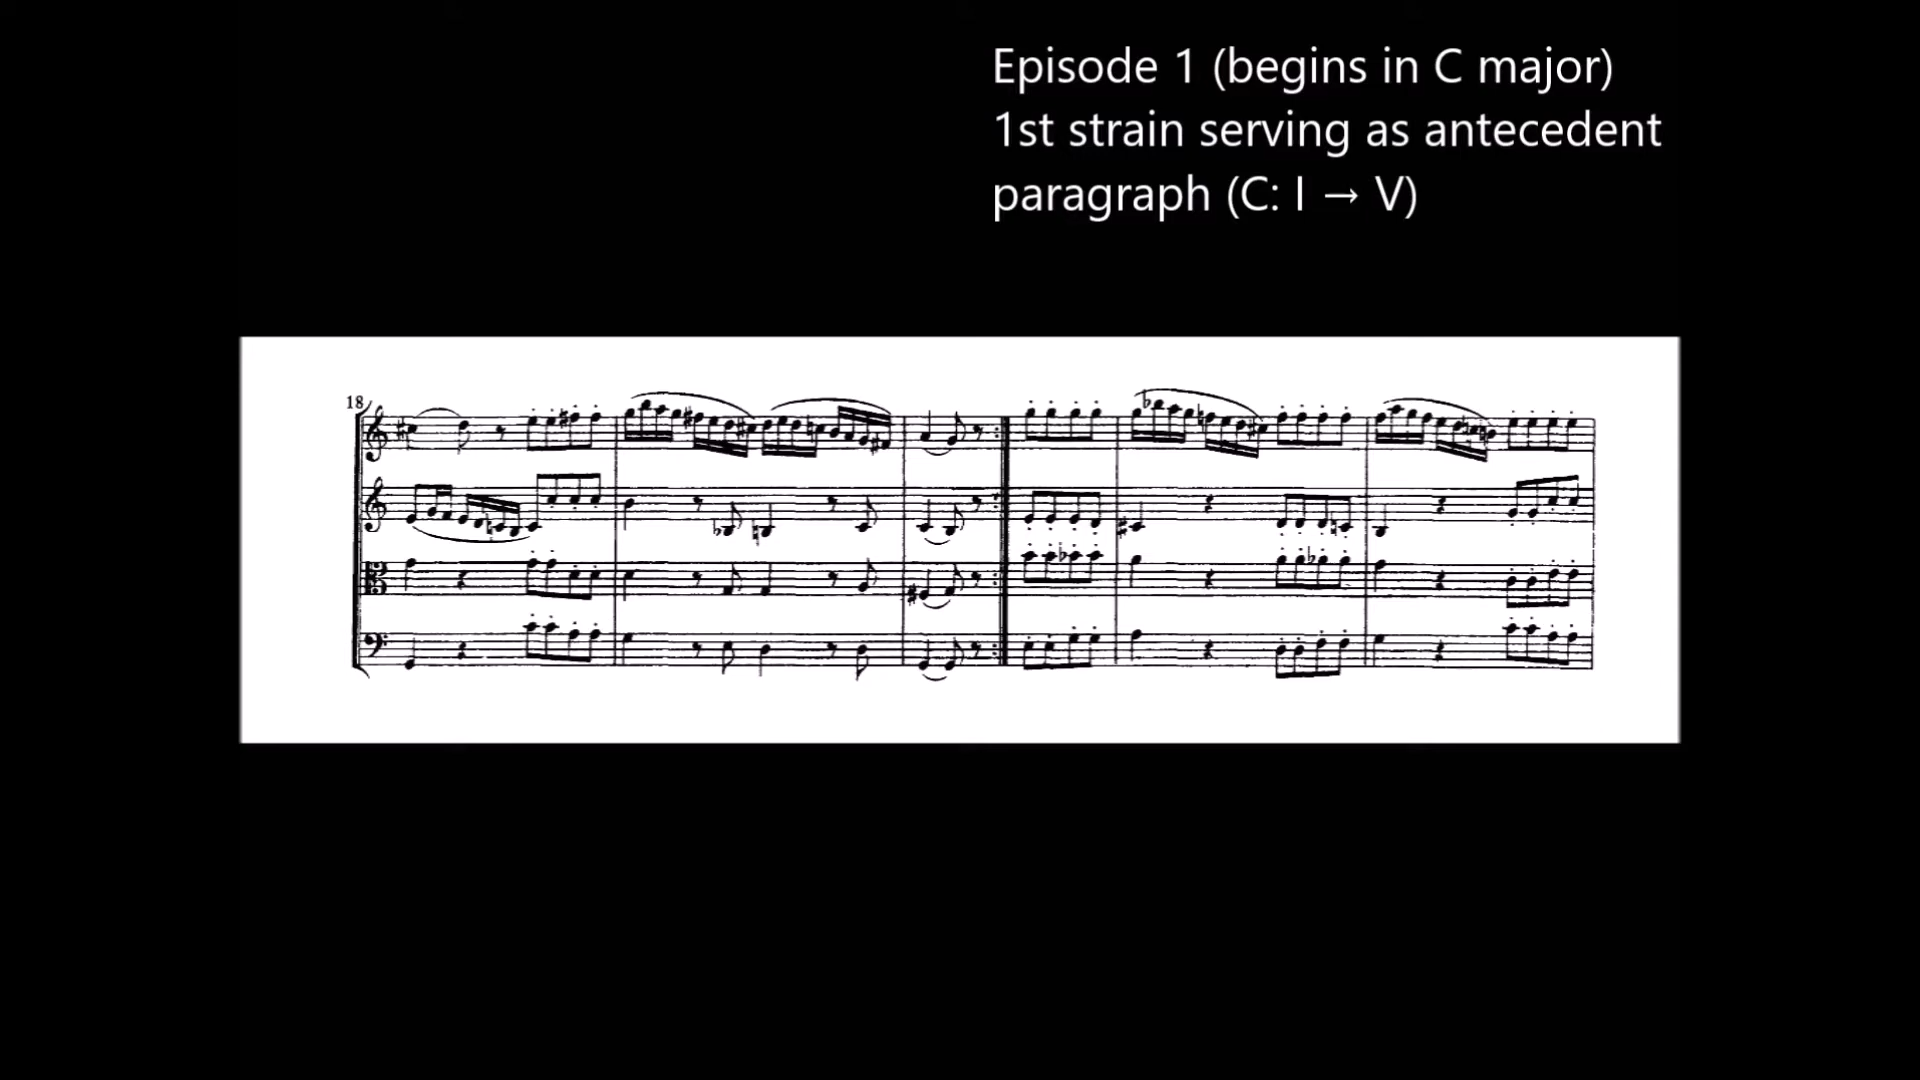 Episode 1 (begins in C major)
1st strain serving as antecedent
paragraph (C: I → V)
18